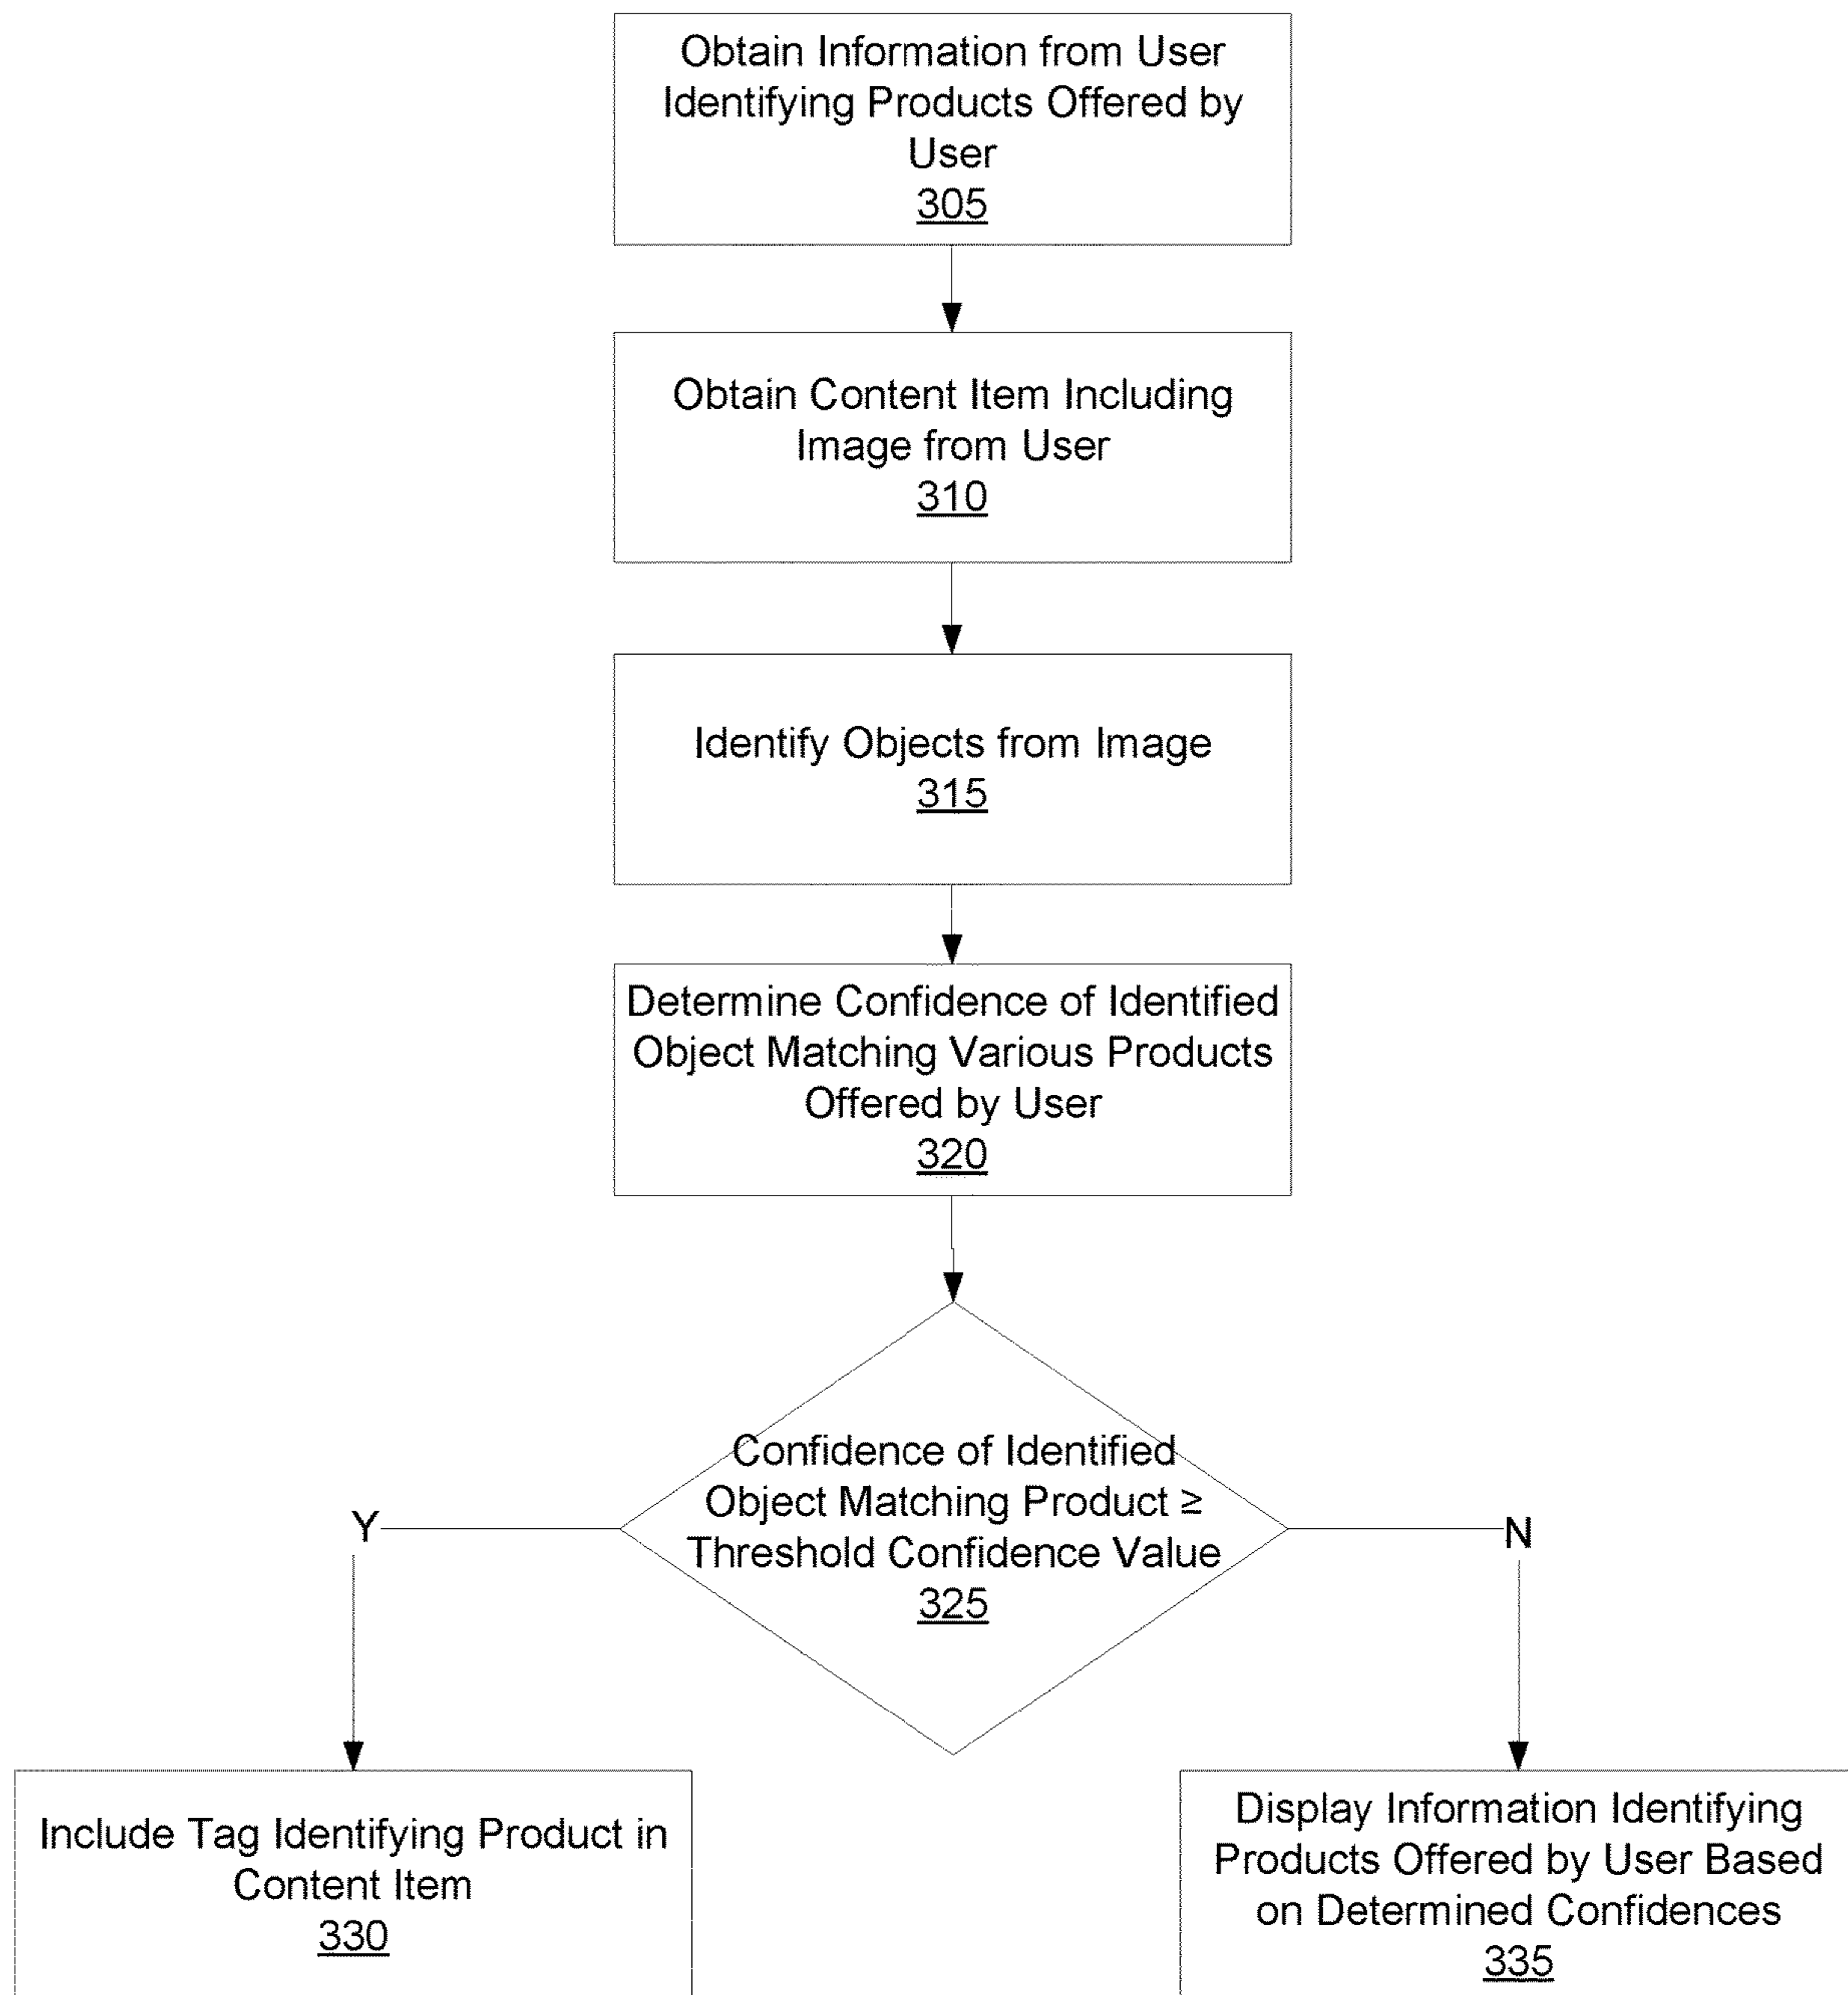 Obtain Information from User
Identifying Products Offered by
User
305
Obtain Content Item Including
Image from User
310
Identify Objects from Image
315
Determine Confidence of Identified
Object Matching Various Products
Offered by User
320
Confidence of Identified
Object Matching Product ≥
Threshold Confidence Value
325
Y
N
Include Tag Identifying Product in
Content Item
330
Display Information Identifying
Products Offered by User Based
on Determined Confidences
335